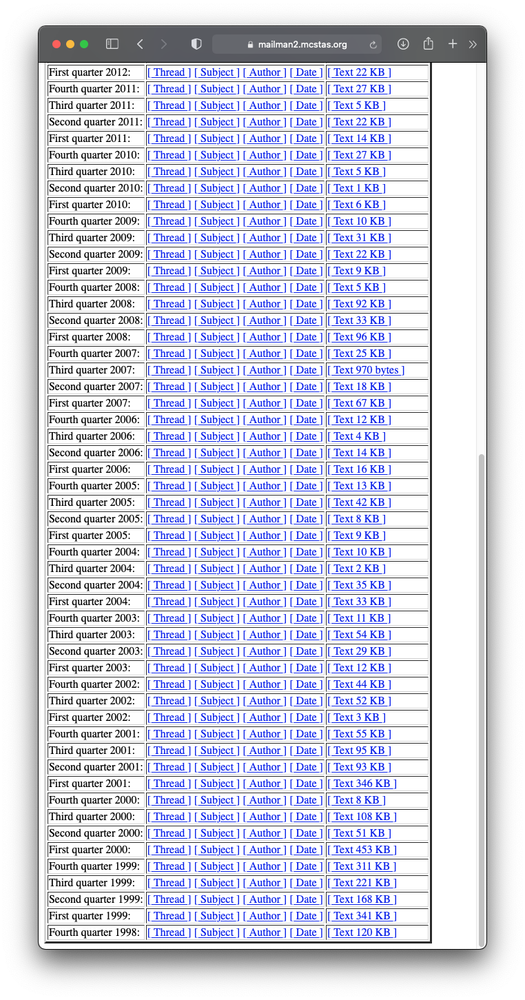 mailman2.mcstas.org
First quarter 2012: [ Thread ] [ Subject ] [ Author ] [ Date ] [ Text 22 KB ]
Fourth quarter 2011: [ Thread ] [ Subject ] [ Author ] [ Date ] [ Text 27 KB ]
Third quarter 2011: [ Thread ] [ Subject ] [ Author ] [ Date ] [ Text 5 KB ]
Second quarter 2011: [ Thread ] [ Subject ] [ Author ] [ Date ] [ Text 22 KB ]
First quarter 2011: [ Thread ] [ Subject ] [ Author ] [ Date ] [ Text 14 KB ]
Fourth quarter 2010: [ Thread ] [ Subject ] [ Author ] [ Date ] [ Text 27 KB ]
Third quarter 2010: [ Thread ] [ Subject ] [ Author ] [ Date ] [ Text 5 KB ]
Second quarter 2010: [ Thread ] [ Subject ] [ Author ] [ Date ] [ Text 1 KB ]
First quarter 2010: [ Thread ] [ Subject ] [ Author ] [ Date ] [ Text 6 KB ]
Fourth quarter 2009: [ Thread ] [ Subject ] [ Author ] [ Date ] [ Text 10 KB ]
Third quarter 2009: [ Thread ] [ Subject ] [ Author ] [ Date ] [ Text 31 KB ]
Second quarter 2009: [ Thread ] [ Subject ] [ Author ] [ Date ] [ Text 22 KB ]
First quarter 2009: [ Thread ] [ Subject ] [ Author ] [ Date ] [ Text 9 KB ]
Fourth quarter 2008: [ Thread ] [ Subject ] [ Author ] [ Date ] [ Text 5 KB ]
Third quarter 2008: [ Thread ] [ Subject ] [ Author ] [ Date ] [ Text 92 KB ]
Second quarter 2008: [ Thread ] [ Subject ] [ Author ] [ Date ] [ Text 33 KB ]
First quarter 2008: [ Thread ] [ Subject ] [ Author ] [ Date ] [ Text 96 KB ]
Fourth quarter 2007: [ Thread ] [ Subject ] [ Author ] [ Date ] [ Text 25 KB ]
Third quarter 2007: [ Thread ] [ Subject ] [ Author ] [ Date ] [ Text 970 bytes ]
Second quarter 2007: [ Thread ] [ Subject ] [ Author ] [ Date ] [ Text 18 KB ]
First quarter 2007: [ Thread ] [ Subject ] [ Author ] [ Date ] [ Text 67 KB ]
Fourth quarter 2006: [ Thread ] [ Subject ] [ Author ] [ Date ] [ Text 12 KB ]
Third quarter 2006: [ Thread ] [ Subject ] [ Author ] [ Date ] [ Text 4 KB ]
Second quarter 2006: [ Thread ] [ Subject ] [ Author ] [ Date ] [ Text 14 KB ]
First quarter 2006: [ Thread ] [ Subject ] [ Author ] [ Date ] [ Text 16 KB ]
Fourth quarter 2005: [ Thread ] [ Subject ] [ Author ] [ Date ] [ Text 13 KB ]
Third quarter 2005: [ Thread ] [ Subject ] [ Author ] [ Date ] [ Text 42 KB ]
Second quarter 2005: [ Thread ] [ Subject ] [ Author ] [ Date ] [ Text 8 KB ]
First quarter 2005: [ Thread ] [ Subject ] [ Author ] [ Date ] [ Text 9 KB ]
Fourth quarter 2004: [ Thread ] [ Subject ] [ Author ] [ Date ] [ Text 10 KB ]
Third quarter 2004: [ Thread ] [ Subject ] [ Author ] [ Date ] [ Text 2 KB ]
Second quarter 2004: [ Thread ] [ Subject ] [ Author ] [ Date ] [ Text 35 KB ]
First quarter 2004: [ Thread ] [ Subject ] [ Author ] [ Date ] [ Text 33 KB ]
Fourth quarter 2003: [ Thread ] [ Subject ] [ Author ] [ Date ] [ Text 11 KB ]
Third quarter 2003: [ Thread ] [ Subject ] [ Author ] [ Date ] [ Text 54 KB ]
Second quarter 2003: [ Thread ] [ Subject ] [ Author ] [ Date ] [ Text 29 KB ]
First quarter 2003: [ Thread ] [ Subject ] [ Author ] [ Date ] [ Text 12 KB ]
Fourth quarter 2002: [ Thread ] [ Subject ] [ Author ] [ Date ] [ Text 44 KB ]
Third quarter 2002: [ Thread ] [ Subject ] [ Author ] [ Date ] [ Text 52 KB ]
First quarter 2002: [ Thread ] [ Subject ] [ Author ] [ Date ] [ Text 3 KB ]
Fourth quarter 2001: [ Thread ] [ Subject ] [ Author ] [ Date ] [ Text 55 KB ]
Third quarter 2001: [ Thread ] [ Subject ] [ Author ] [ Date ] [ Text 95 KB ]
Second quarter 2001: [ Thread ] [ Subject ] [ Author ] [ Date ] [ Text 93 KB ]
First quarter 2001: [ Thread ] [ Subject ] [ Author ] [ Date ] [ Text 346 KB ]
Fourth quarter 2000: [ Thread ] [ Subject ] [ Author ] [ Date ] [ Text 8 KB ]
Third quarter 2000: [ Thread ] [ Subject ] [ Author ] [ Date ] [ Text 108 KB ]
Second quarter 2000: [ Thread ] [ Subject ] [ Author ] [ Date ] [ Text 51 KB ]
First quarter 2000: [ Thread ] [ Subject ] [ Author ] [ Date ] [ Text 453 KB ]
Fourth quarter 1999: [ Thread ] [ Subject ] [ Author ] [ Date ] [ Text 311 KB ]
Third quarter 1999: [ Thread ] [ Subject ] [ Author ] [ Date ] [ Text 221 KB ]
Second quarter 1999: [ Thread ] [ Subject ] [ Author ] [ Date ] [ Text 168 KB ]
First quarter 1999: [ Thread ] [ Subject ] [ Author ] [ Date ] [ Text 341 KB ]
Fourth quarter 1998: [ Thread ] [ Subject ] [ Author ] [ Date ] [ Text 120 KB ]